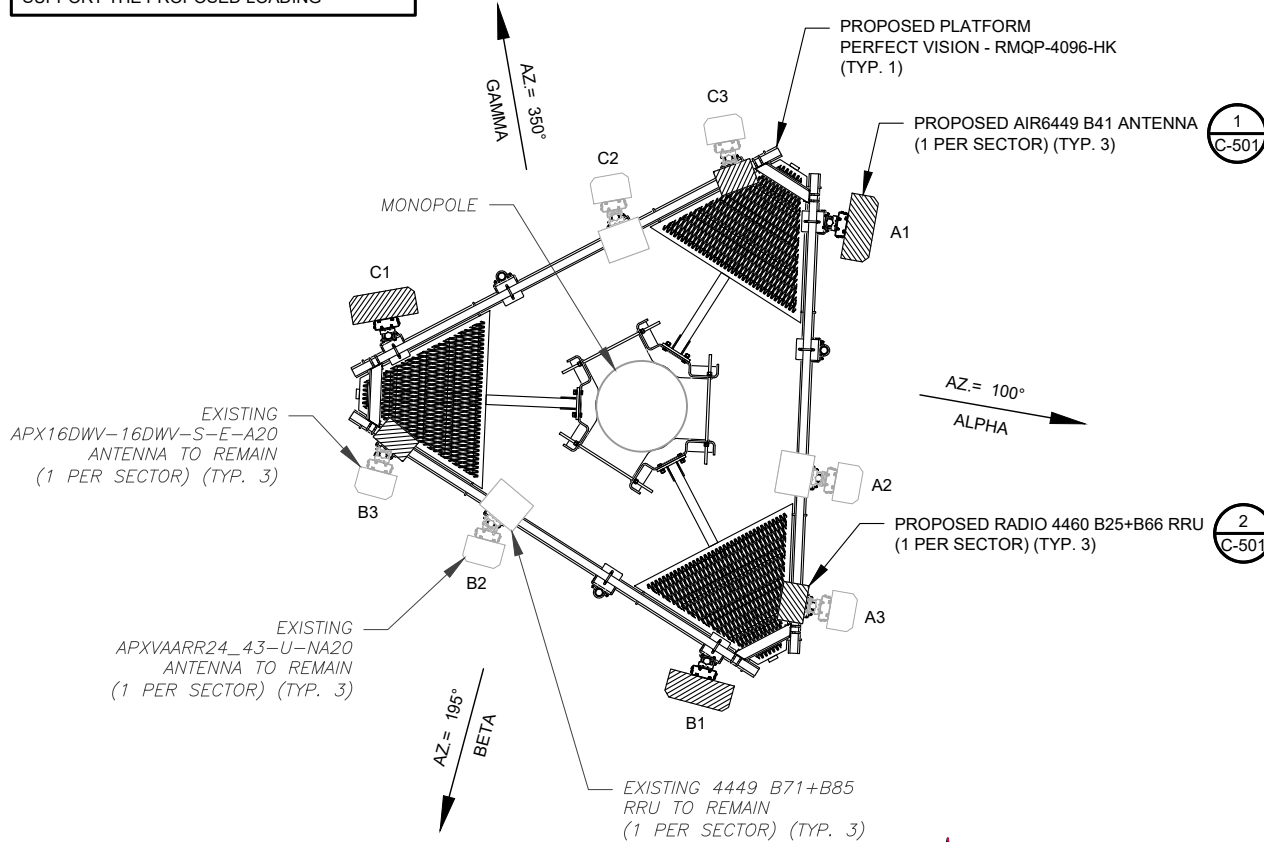 SUPPORT THE PROPOSED LOADING
PROPOSED PLATFORM
PERFECT VISION - RMQP-4096-HK
(TYP. 1)
AZ.= 350°
GAMMA
C3
PROPOSED AIR6449 B41 ANTENNA
(1 PER SECTOR) (TYP. 3)
1
C-501
C2
MONOPOLE
A1
C1
AZ.= 100°
ALPHA
EXISTING
APX16DWV-16DWV-S-E-A20
ANTENNA TO REMAIN
(1 PER SECTOR) (TYP. 3)
A2
B3
PROPOSED RADIO 4460 B25+B66 RRU
(1 PER SECTOR) (TYP. 3)
2
C-501
B2
A3
EXISTING
APXVAARR24_43-U-NA20
ANTENNA TO REMAIN
(1 PER SECTOR) (TYP. 3)
B1
AZ.= 195°
BETA
EXISTING 4449 B71+B85
RRU TO REMAIN
(1 PER SECTOR) (TYP. 3)